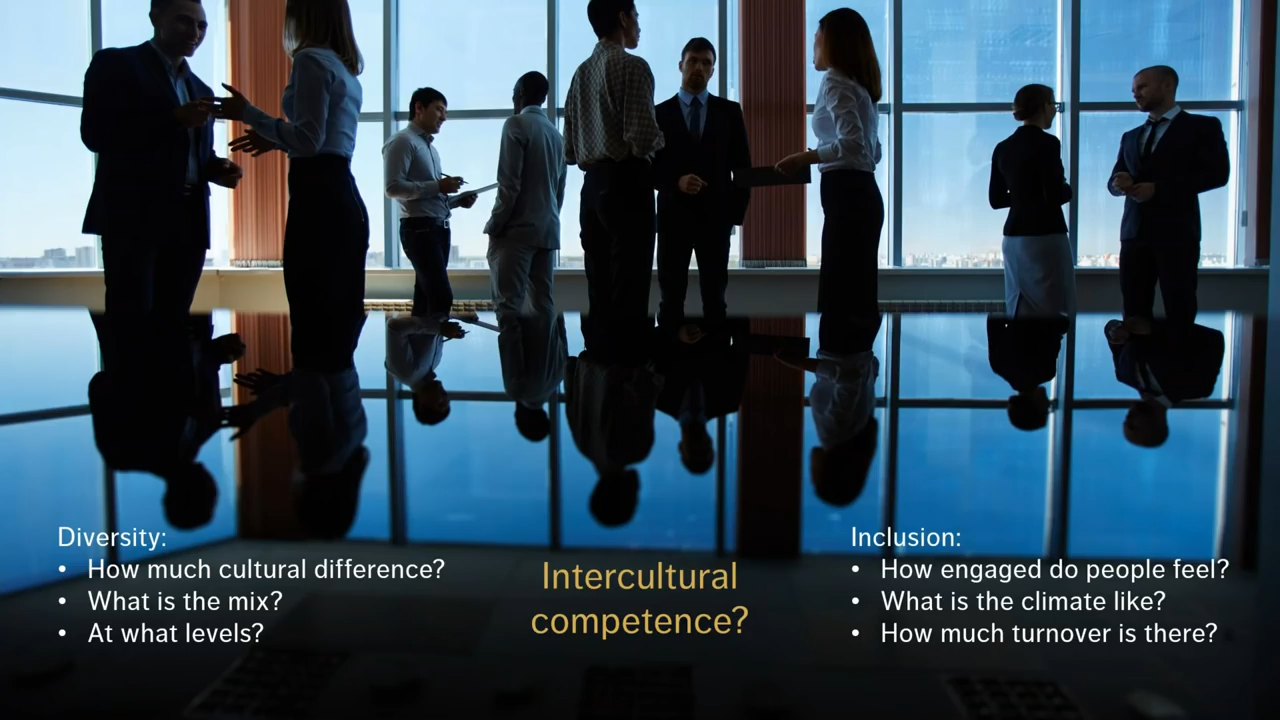 Diversity:
• How much cultural difference?
• What is the mix?
• At what levels?
Intercultural
competence?
Inclusion:
• How engaged do people feel?
• What is the climate like?
• How much turnover is there?